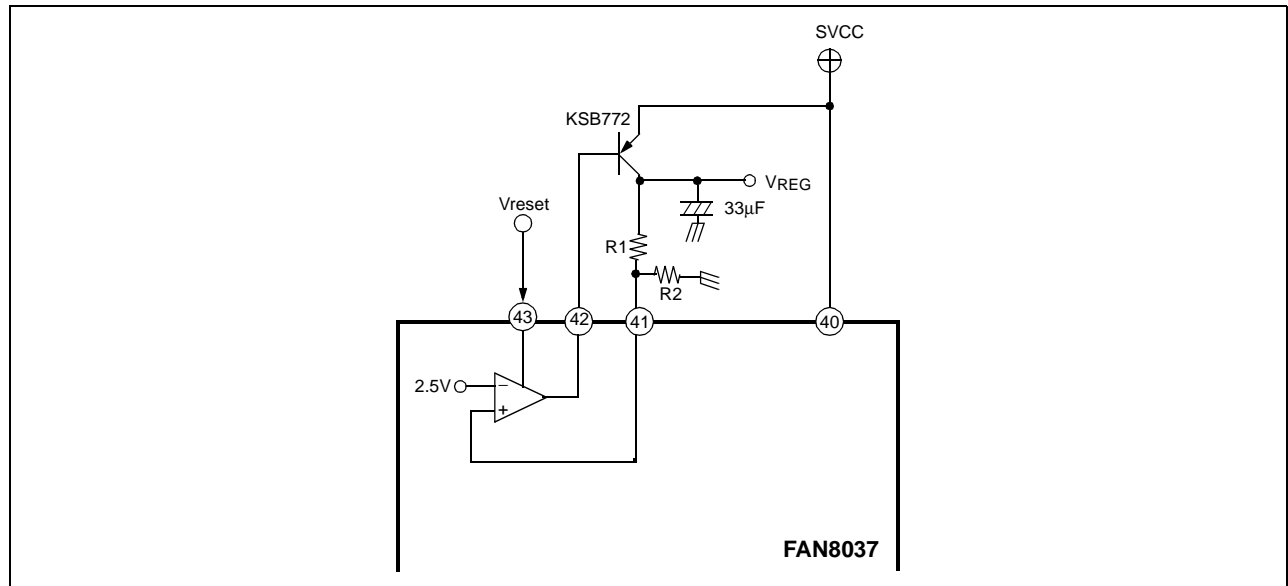 SVCC
KSB772
VREG
Vreset
33μF
R1
R2
43
42
41
40
2.5V
−
+
FAN8037